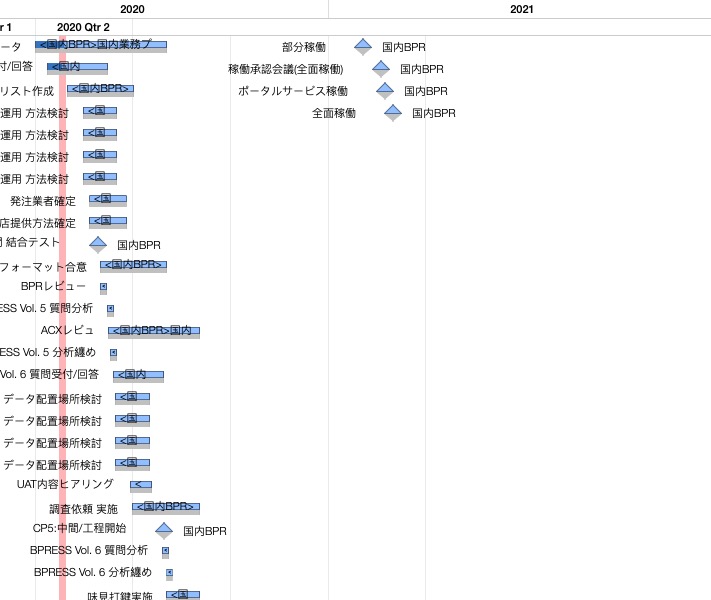 2020
2021
r 1
2020 Qtr 2
ータ
<国内BPR>国内業務プ
部分稼働
国内BPR
付/回答
<国内
稼働承認会議(全面稼働)
国内BPR
リスト作成
<国内BPR>
ポータルサービス稼働
国内BPR
運用 方法検討
<国
全面稼働
国内BPR
運用 方法検討
<国
運用 方法検討
<国
運用 方法検討
<国
発注業者確定
<国
店提供方法確定
<国
結合テスト
国内BPR
フォーマット合意
<国内BPR>
BPRレビュー
<
ESS Vol. 5 質問分析
<
ACXレビュ
<国内BPR>国内
ESS Vol. 5 分析纏め
<
Vol. 6 質問受付/回答
<国内
データ配置場所検討
<国
データ配置場所検討
<国
データ配置場所検討
<国
データ配置場所検討
<国
UAT内容ヒアリング
<
調査依頼 実施
<国内BPR>
CP5:中間/工程開始
国内BPR
BPRESS Vol. 6 質問分析
<
BPRESS Vol. 6 分析纏め
<
味見打鍵実施
<国